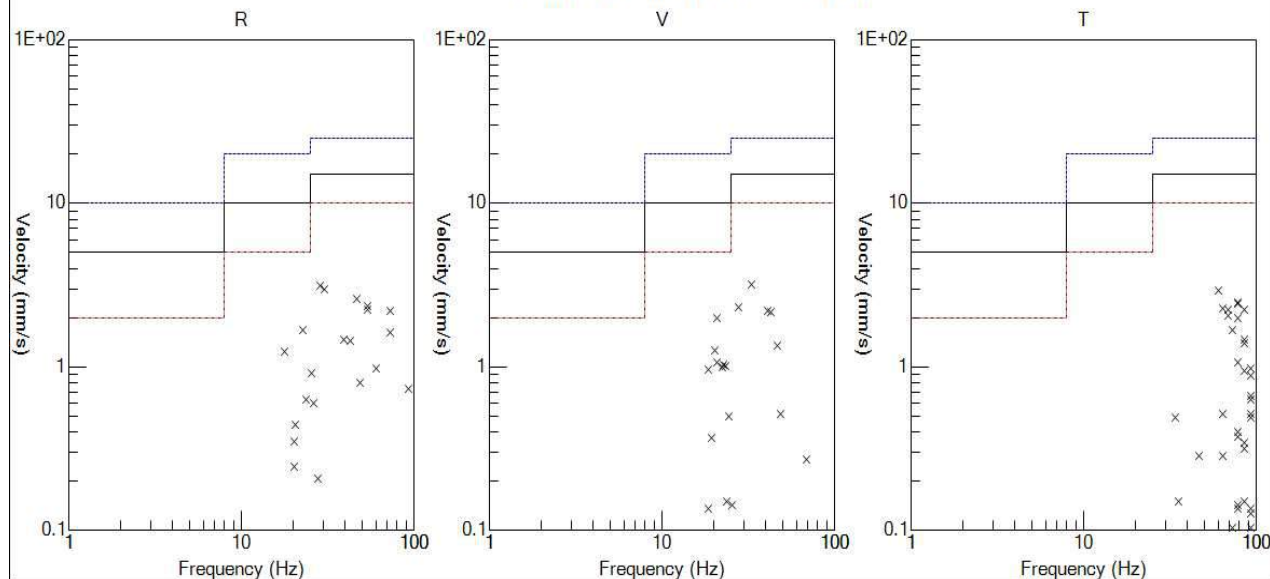 R V T
1E+02 1E+02 1E+02
10 10 10
1 1 1
0.1 0.1 0.1
Velocity (mm/s) Velocity (mm/s) Velocity (mm/s)
1 10 100 1 10 100 1 10 100
Frequency (Hz) Frequency (Hz) Frequency (Hz)